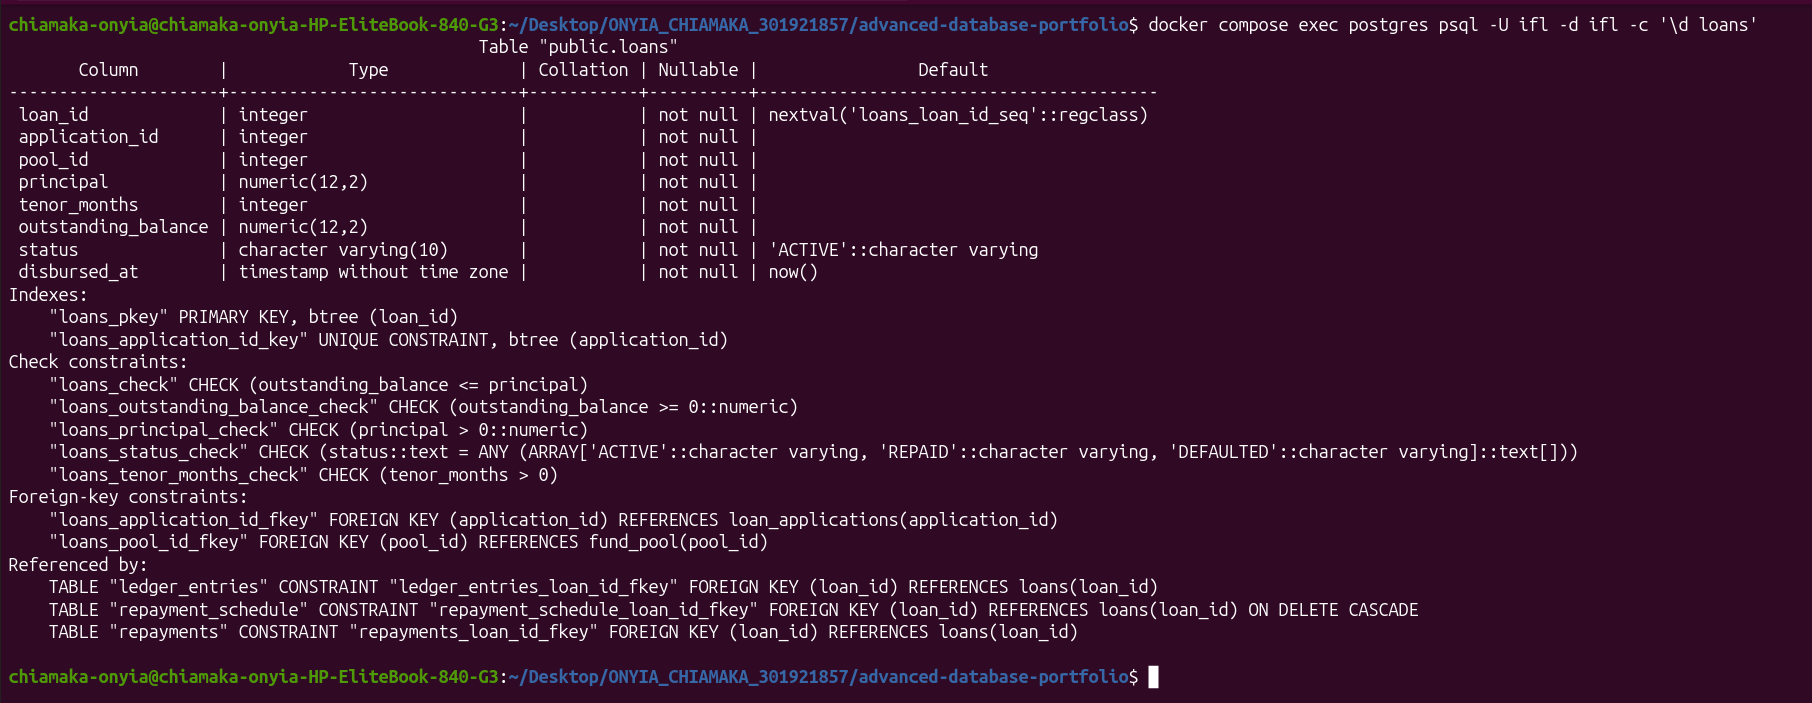 chiamaka-onyia@chiamaka-onyia-HP-EliteBook-840-G3:~/Desktop/ONYIA_CHIAMAKA_301921857/advanced-database-portfolio$ docker compose exec postgres psql -U ifl -d ifl -c '\d loans'
                                               Table "public.loans"
       Column        |            Type             | Collation | Nullable |                Default
---------------------+-----------------------------+-----------+----------+----------------------------------------
 loan_id             | integer                     |           | not null | nextval('loans_loan_id_seq'::regclass)
 application_id      | integer                     |           | not null |
 pool_id             | integer                     |           | not null |
 principal           | numeric(12,2)               |           | not null |
 tenor_months        | integer                     |           | not null |
 outstanding_balance | numeric(12,2)               |           | not null |
 status              | character varying(10)       |           | not null | 'ACTIVE'::character varying
 disbursed_at        | timestamp without time zone |           | not null | now()
Indexes:
    "loans_pkey" PRIMARY KEY, btree (loan_id)
    "loans_application_id_key" UNIQUE CONSTRAINT, btree (application_id)
Check constraints:
    "loans_check" CHECK (outstanding_balance <= principal)
    "loans_outstanding_balance_check" CHECK (outstanding_balance >= 0::numeric)
    "loans_principal_check" CHECK (principal > 0::numeric)
    "loans_status_check" CHECK (status::text = ANY (ARRAY['ACTIVE'::character varying, 'REPAID'::character varying, 'DEFAULTED'::character varying]::text[]))
    "loans_tenor_months_check" CHECK (tenor_months > 0)
Foreign-key constraints:
    "loans_application_id_fkey" FOREIGN KEY (application_id) REFERENCES loan_applications(application_id)
    "loans_pool_id_fkey" FOREIGN KEY (pool_id) REFERENCES fund_pool(pool_id)
Referenced by:
    TABLE "ledger_entries" CONSTRAINT "ledger_entries_loan_id_fkey" FOREIGN KEY (loan_id) REFERENCES loans(loan_id)
    TABLE "repayment_schedule" CONSTRAINT "repayment_schedule_loan_id_fkey" FOREIGN KEY (loan_id) REFERENCES loans(loan_id) ON DELETE CASCADE
    TABLE "repayments" CONSTRAINT "repayments_loan_id_fkey" FOREIGN KEY (loan_id) REFERENCES loans(loan_id)
chiamaka-onyia@chiamaka-onyia-HP-EliteBook-840-G3:~/Desktop/ONYIA_CHIAMAKA_301921857/advanced-database-portfolio$